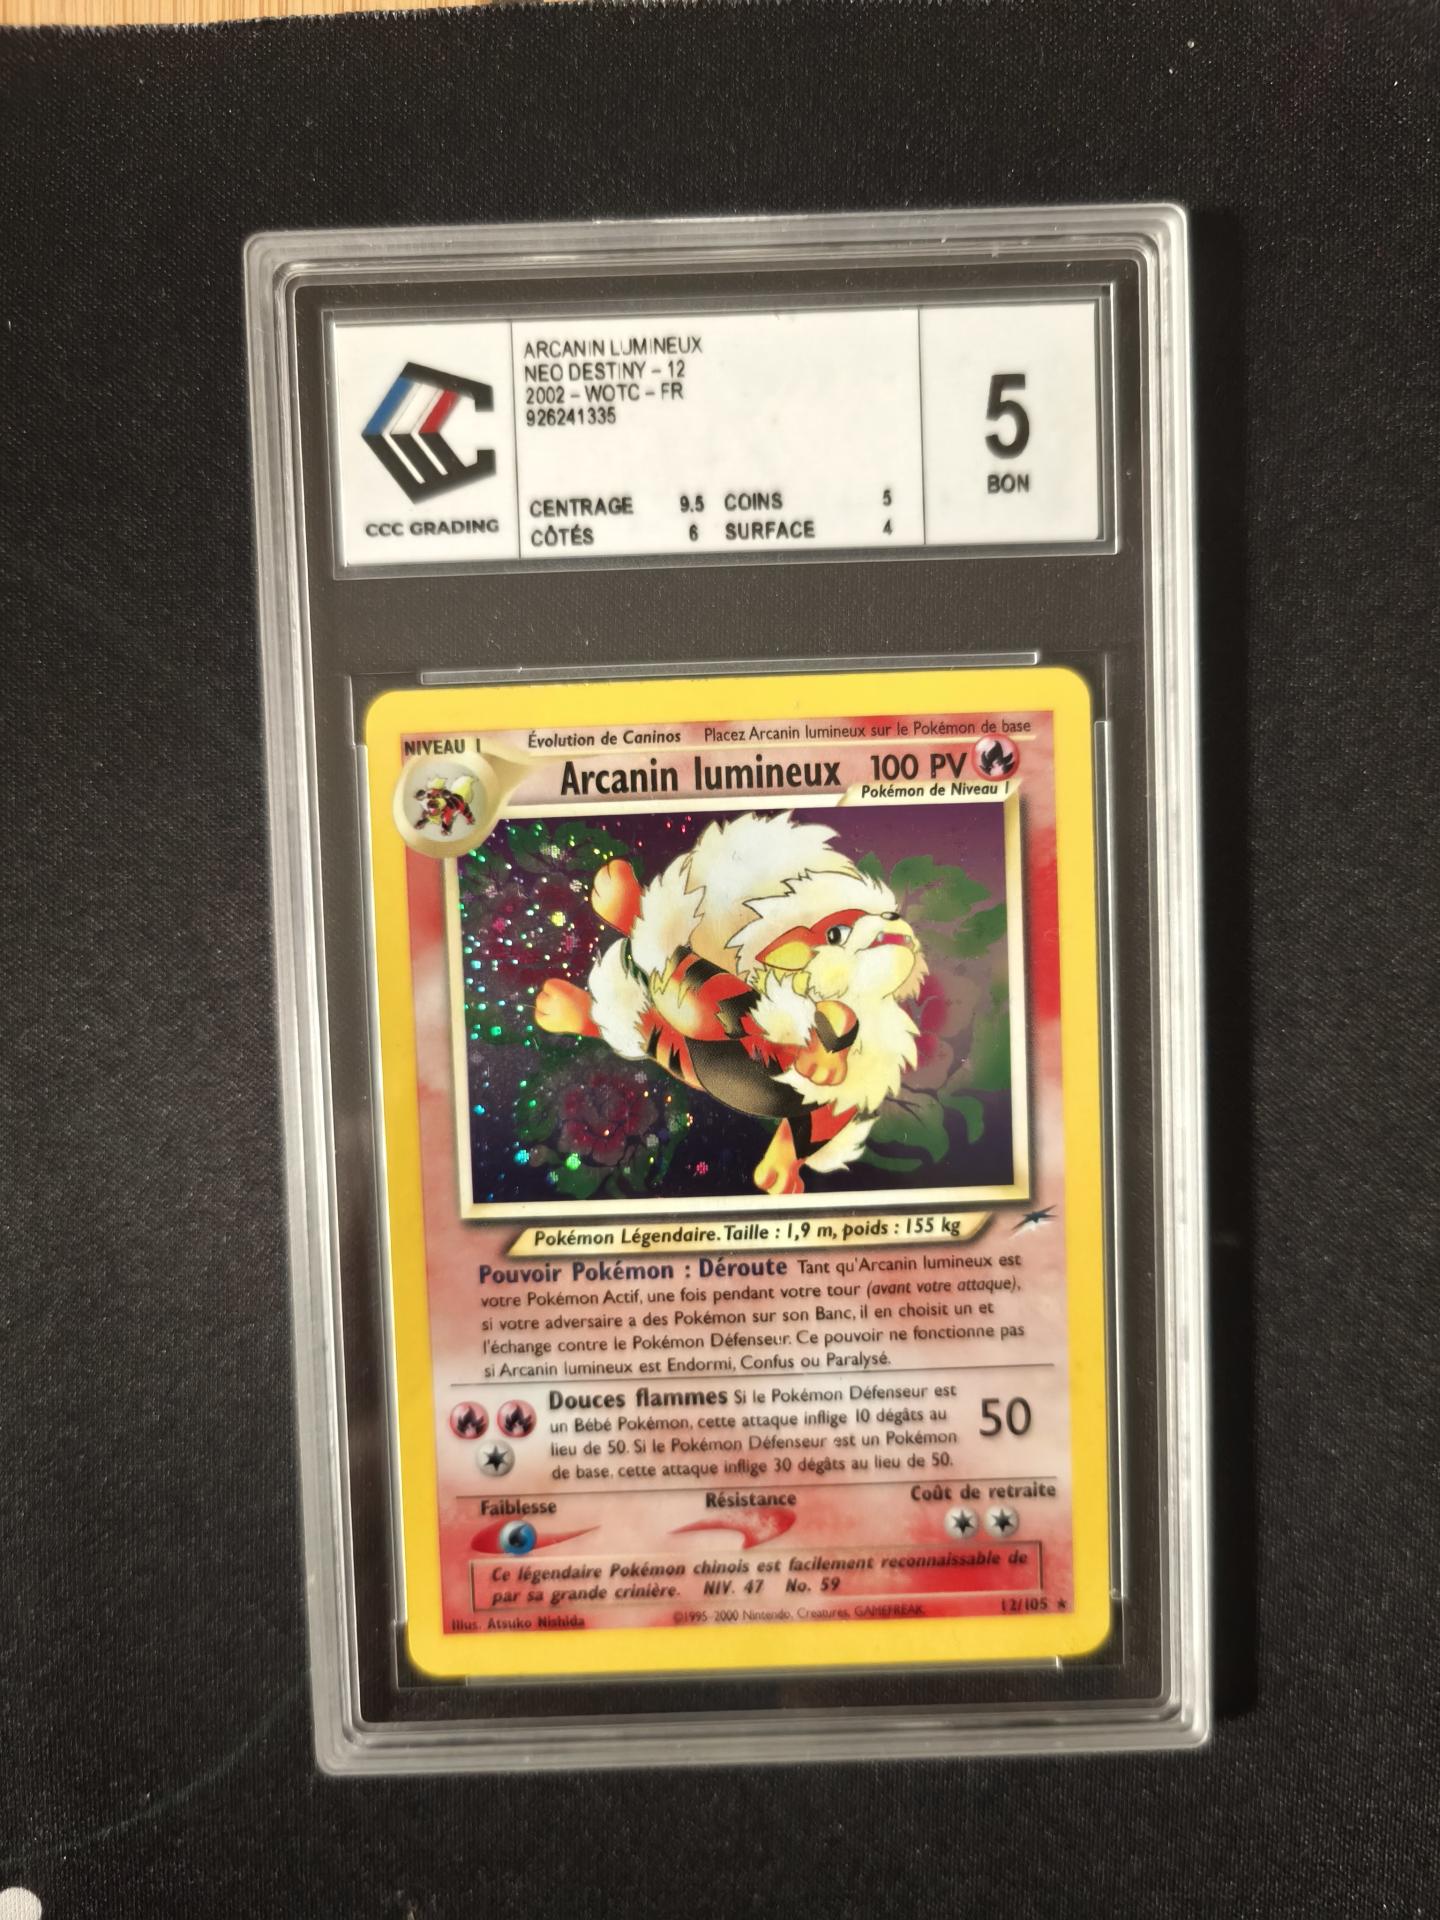 ARCANIN LUMINEUX
NEO DESTINY - 12
2002 - WOTC - FR
926241335
CENTRAGE 9.5 COINS 5
CÔTÉS 6 SURFACE 4
CCC GRADING
5
BON
NIVEAU 1
Évolution de Caninos Placez Arcanin lumineux sur le Pokémon de base
Arcanin lumineux 100 PV
Pokémon de Niveau 1
Pokémon Légendaire. Taille : 1,9 m, poids : 155 kg
Pouvoir Pokémon : Déroute Tant qu'Arcanin lumineux est
votre Pokémon Actif, une fois pendant votre tour (avant votre attaque),
si votre adversaire a des Pokémon sur son Banc, il en choisit un et
l'échange contre le Pokémon Défenseur. Ce pouvoir ne fonctionne pas
si Arcanin lumineux est Endormi, Confus ou Paralysé.
Douces flammes Si le Pokémon Défenseur est
un Bébé Pokémon, cette attaque inflige 10 dégâts au
lieu de 50. Si le Pokémon Défenseur est un Pokémon
de base, cette attaque inflige 30 dégâts au lieu de 50.
50
Faiblesse Résistance Coût de retraite
Ce légendaire Pokémon chinois est facilement reconnaissable de
par sa grande crinière. NIV. 47 No. 59
Illus. Atsuko Nishida ©1995-2000 Nintendo, Creatures, GAMEFREAK. 12/105 ★